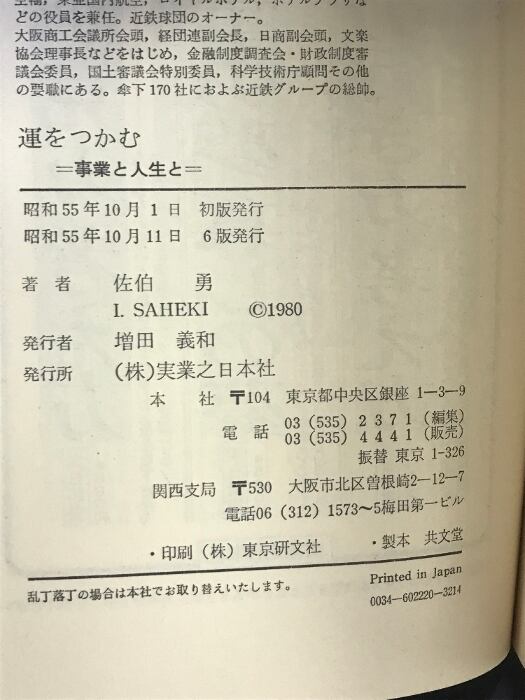 どの役員を兼任。近鉄球団のオーナー。
大阪商工会議所会頭，経団連副会長，日商副会頭，文楽
協会理事長などをはじめ，金融制度調査会・財政制度審
議会委員，国土審議会特別委員，科学技術庁顧問その他
の要職にある。傘下170社におよぶ近鉄グループの総帥。
運をつかむ
＝事業と人生と＝
昭和55年10月1日　初版発行
昭和55年10月11日　6版発行
著　者　佐伯　勇
I. SAHEKI　©1980
発行者　増田　義和
発行所　(株)実業之日本社
本　社　〒104　東京都中央区銀座 1―3―9
電　話　03 (535) 2371 (編集)
03 (535) 4441 (販売)
振替 東京 1-326
関西支局　〒530　大阪市北区曽根崎2―12―7
電話06 (312) 1573〜5梅田第一ビル
・印刷 (株) 東京研文社　・製本　共文堂
乱丁落丁の場合は本社でお取り替えいたします。
Printed in Japan
0034―602220―3214